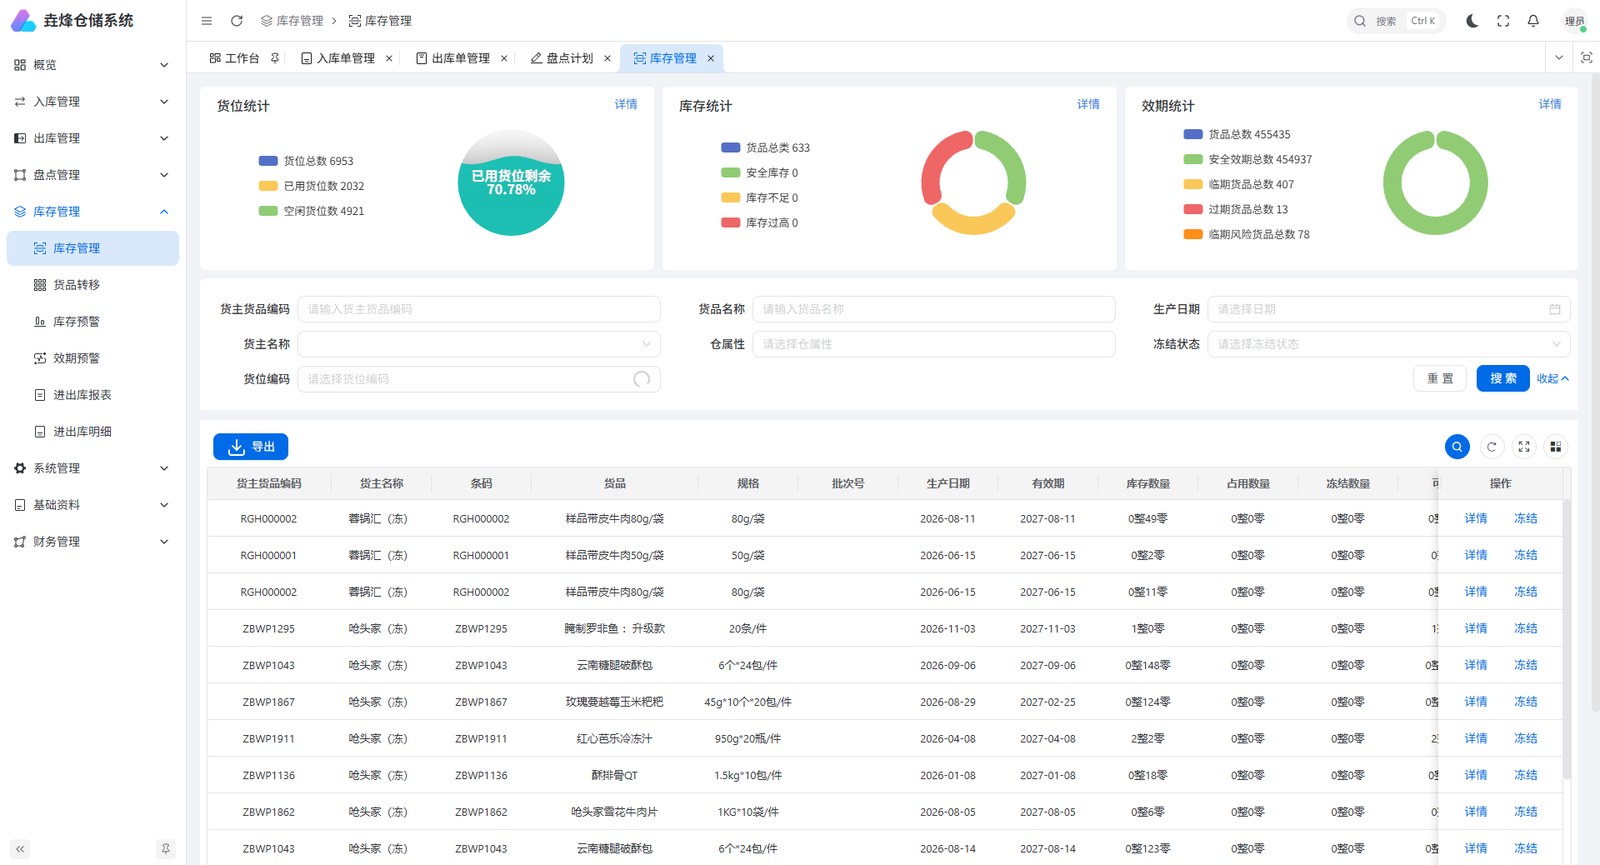 垚烽仓储系统
库存管理 > 库存管理
搜索 Ctrl K
理员
工作台
入库单管理 ×
出库单管理 ×
盘点计划 ×
库存管理 ×
概览
入库管理
出库管理
盘点管理
库存管理
库存管理
货品转移
库存预警
效期预警
进出库报表
进出库明细
系统管理
基础资料
财务管理
货位统计
详情
货位总数 6953
已用货位数 2032
空闲货位数 4921
已用货位剩余
70.78%
库存统计
详情
货品总类 633
安全库存 0
库存不足 0
库存过高 0
效期统计
详情
货品总数 455435
安全效期总数 454937
临期货品总数 407
过期货品总数 13
临期风险货品总数 78
货主货品编码 请输入货主货品编码
货品名称 请输入货品名称
生产日期 请选择日期
货主名称
仓属性 请选择仓属性
冻结状态 请选择冻结状态
货位编码 请选择货位编码
重 置 搜 索 收起
导出
货主货品编码 货主名称 条码 货品 规格 批次号 生产日期 有效期 库存数量 占用数量 冻结数量 操作
RGH000002 蓉锅汇（冻） RGH000002 样品带皮牛肉80g/袋 80g/袋 2026-08-11 2027-08-11 0整49零 0整0零 0整0零 详情 冻结
RGH000001 蓉锅汇（冻） RGH000001 样品带皮牛肉50g/袋 50g/袋 2026-06-15 2027-06-15 0整2零 0整0零 0整0零 详情 冻结
RGH000002 蓉锅汇（冻） RGH000002 样品带皮牛肉80g/袋 80g/袋 2026-06-15 2027-06-15 0整11零 0整0零 0整0零 详情 冻结
ZBWP1295 呛头家（冻） ZBWP1295 腌制罗非鱼：升级款 20条/件 2026-11-03 2027-11-03 1整0零 0整0零 0整0零 详情 冻结
ZBWP1043 呛头家（冻） ZBWP1043 云南糖腿破酥包 6个*24包/件 2026-09-06 2027-09-06 0整148零 0整0零 0整0零 详情 冻结
ZBWP1867 呛头家（冻） ZBWP1867 玫瑰蔓越莓玉米粑粑 45g*10个*20包/件 2026-08-29 2027-02-25 0整124零 0整0零 0整0零 详情 冻结
ZBWP1911 呛头家（冻） ZBWP1911 红心芭乐冷冻汁 950g*20瓶/件 2026-04-08 2027-04-08 2整2零 0整0零 0整0零 详情 冻结
ZBWP1136 呛头家（冻） ZBWP1136 酥排骨QT 1.5kg*10包/件 2026-01-08 2027-01-08 0整18零 0整0零 0整0零 详情 冻结
ZBWP1862 呛头家（冻） ZBWP1862 呛头家雪花牛肉片 1KG*10袋/件 2026-08-05 2027-08-05 0整6零 0整0零 0整0零 详情 冻结
ZBWP1043 呛头家（冻） ZBWP1043 云南糖腿破酥包 6个*24包/件 2026-08-14 2027-08-14 0整123零 0整0零 0整0零 详情 冻结